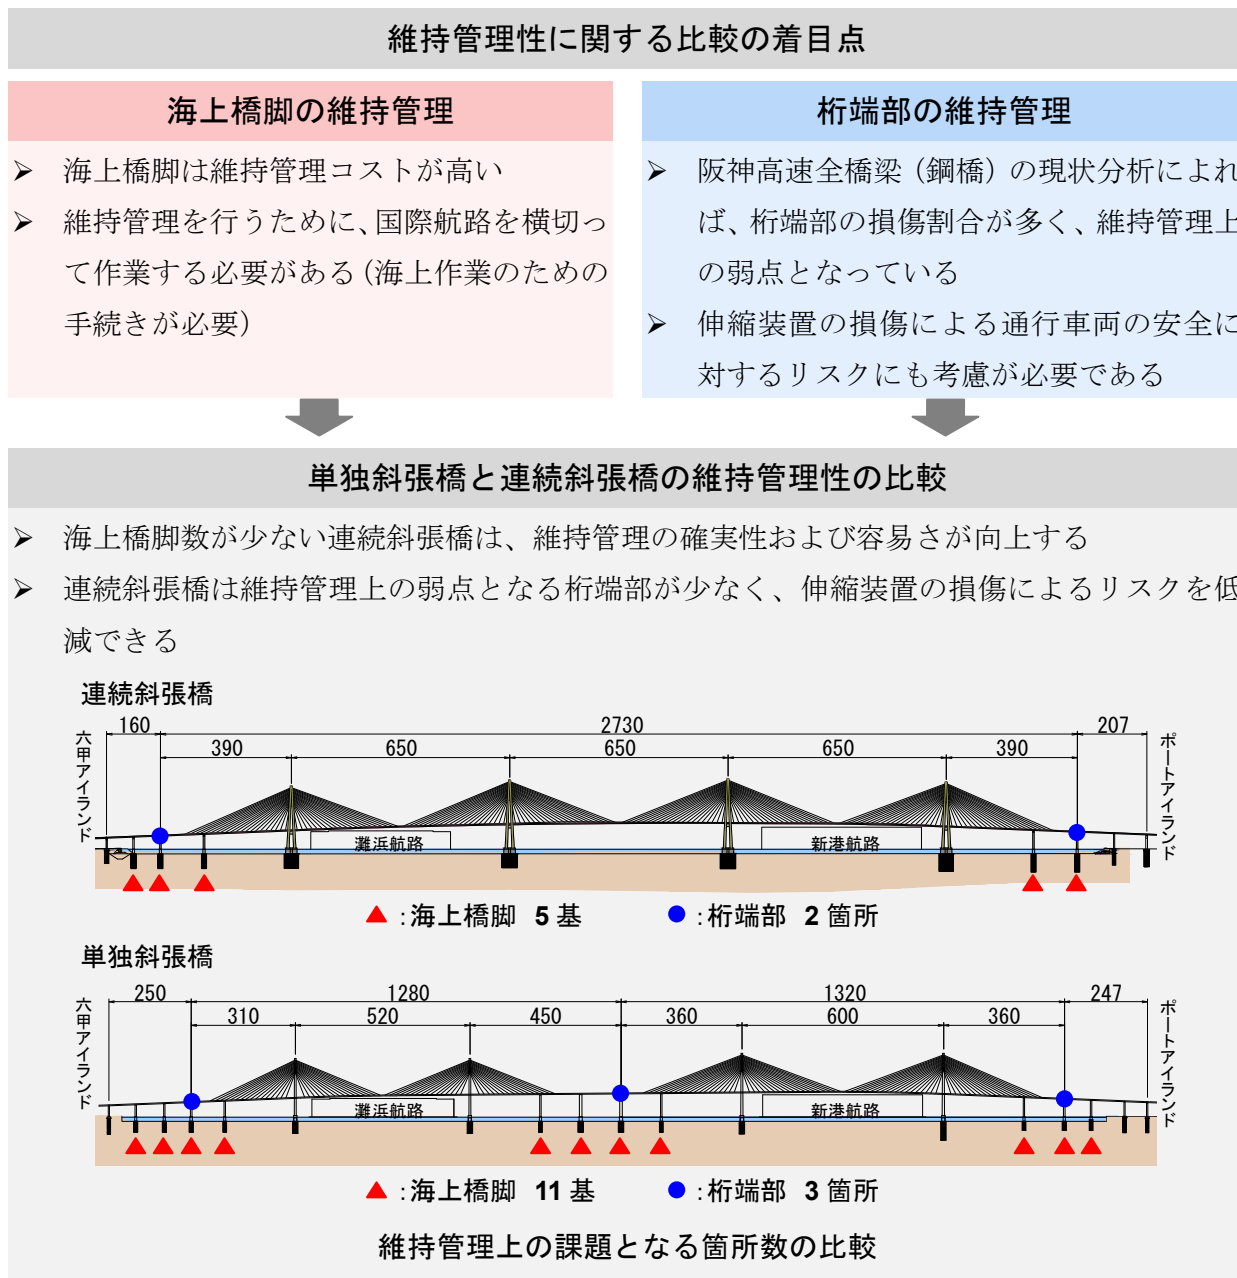 維持管理性に関する比較の着目点
海上橋脚の維持管理
➢ 海上橋脚は維持管理コストが高い
➢ 維持管理を行うために、国際航路を横切っ
て作業する必要がある（海上作業のための
手続きが必要）
桁端部の維持管理
➢ 阪神高速全橋梁（鋼橋）の現状分析によれ
ば、桁端部の損傷割合が多く、維持管理上
の弱点となっている
➢ 伸縮装置の損傷による通行車両の安全に
対するリスクにも考慮が必要である
単独斜張橋と連続斜張橋の維持管理性の比較
➢ 海上橋脚数が少ない連続斜張橋は、維持管理の確実性および容易さが向上する
➢ 連続斜張橋は維持管理上の弱点となる桁端部が少なく、伸縮装置の損傷によるリスクを低
減できる
連続斜張橋
160 2730 207
390 650 650 650 390
六甲アイランド
ポートアイランド
灘浜航路 新港航路
▲:海上橋脚 5 基 ●:桁端部 2 箇所
単独斜張橋
250 1280 1320 247
310 520 450 360 600 360
六甲アイランド
ポートアイランド
灘浜航路 新港航路
▲:海上橋脚 11 基 ●:桁端部 3 箇所
維持管理上の課題となる箇所数の比較